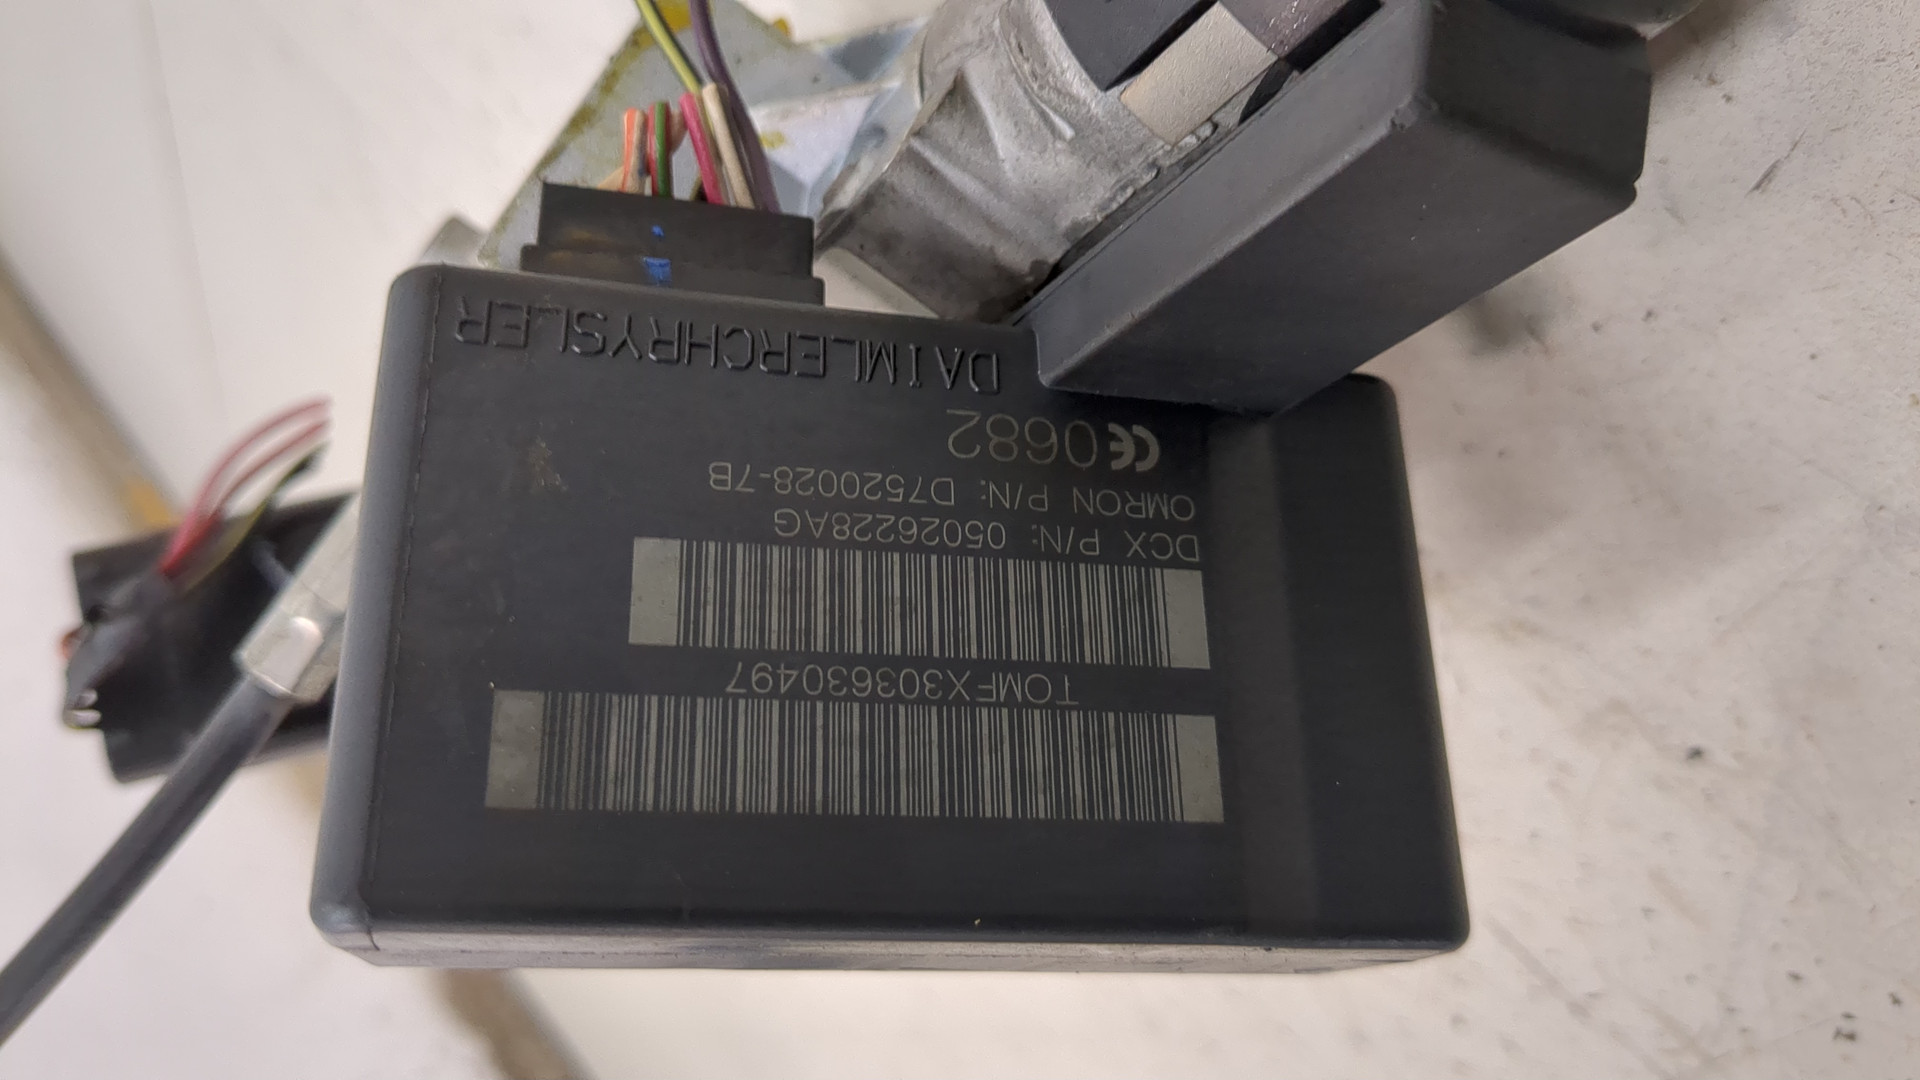 DAIMLERCHRYSLER
CE0682
OMRON P/N: D7520028-7B
DCX P/N: 05026228AG
TOMFX303630497